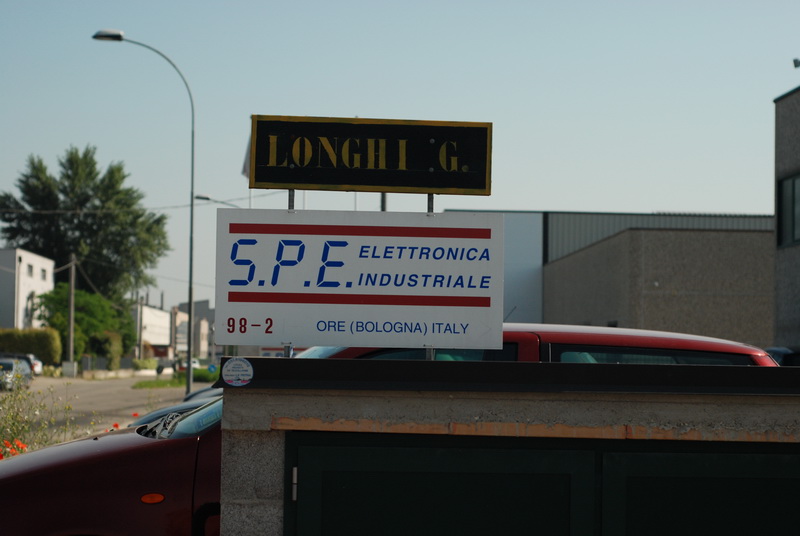 LONGHI G.
S.P.E. ELETTRONICA
INDUSTRIALE
98-2 ORE (BOLOGNA) ITALY